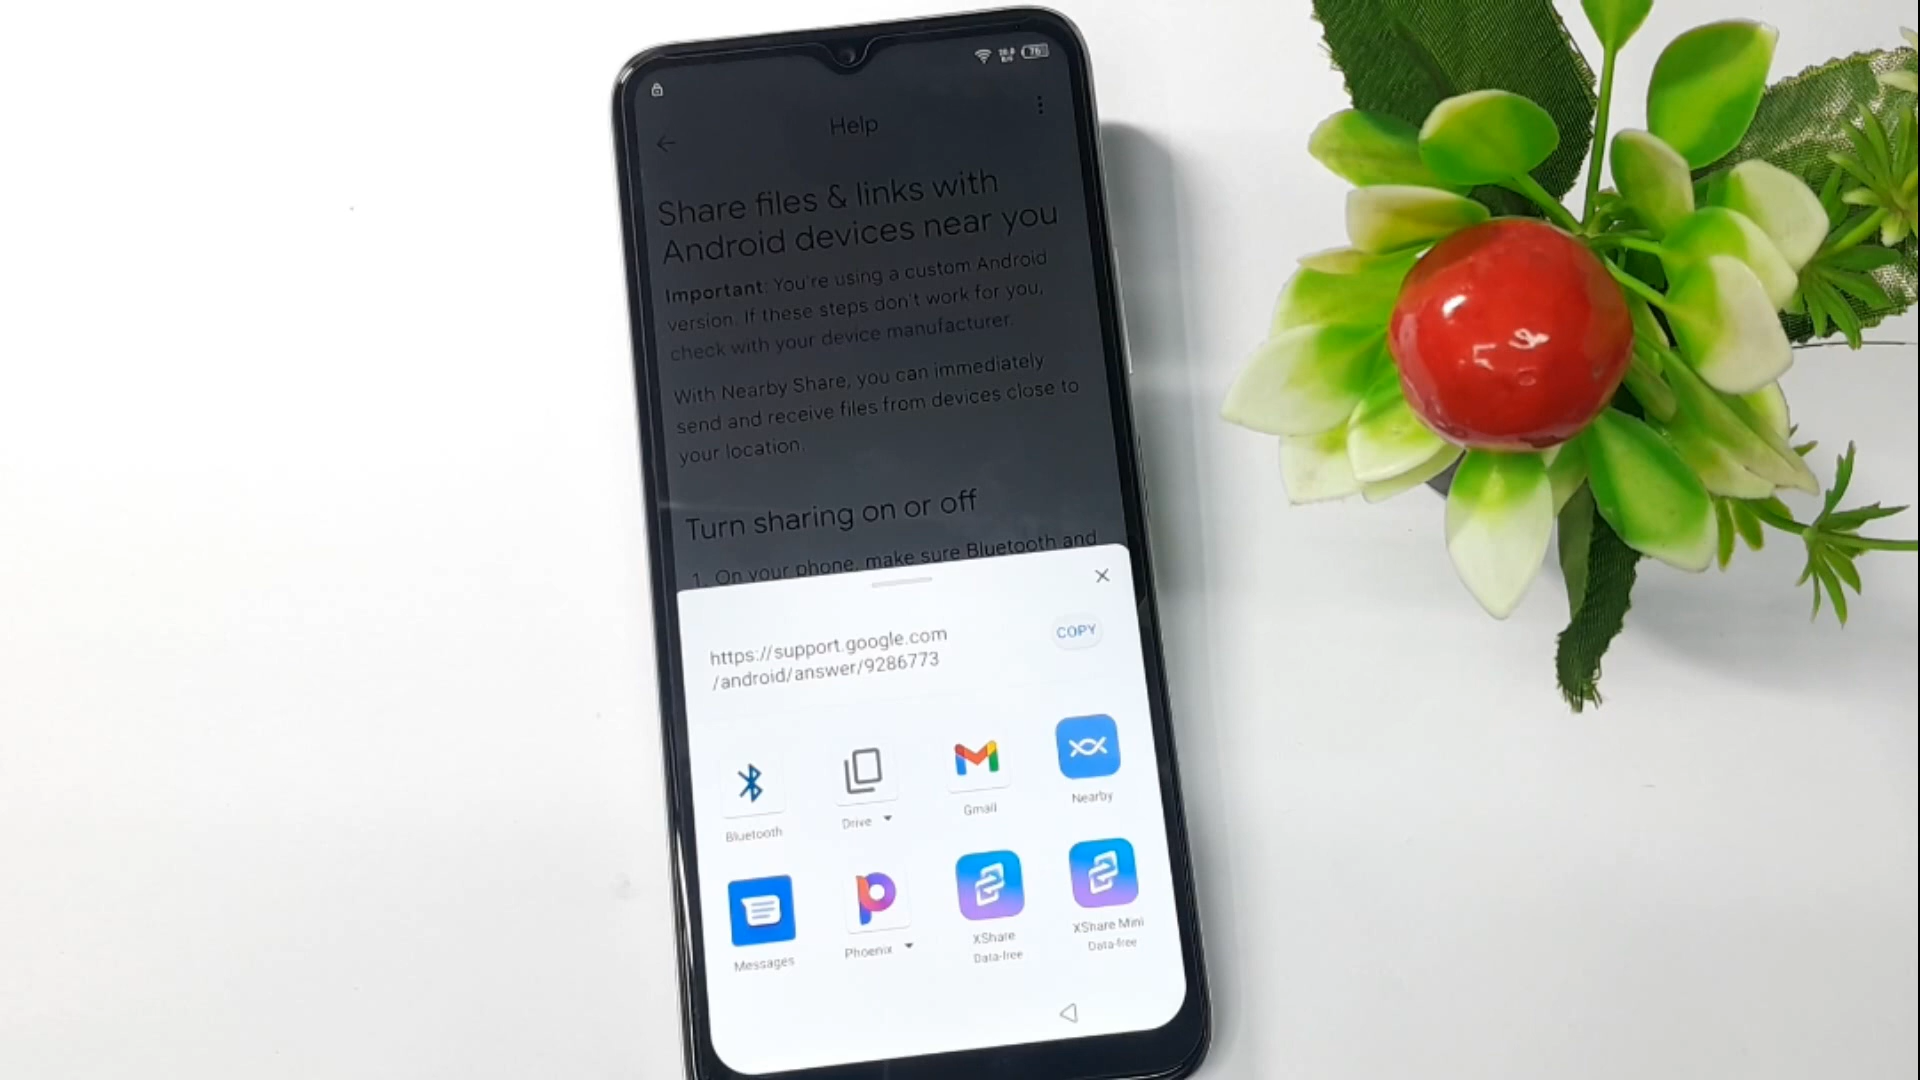 76
Help
Share files & links with
Android devices near you
Important: You're using a custom Android
version. If these steps don't work for you,
check with your device manufacturer.
With Nearby Share, you can immediately
send and receive files from devices close to
your location.
Turn sharing on or off
1. On your phone, make sure Bluetooth and
https://support.google.com
/android/answer/9286773
COPY
Bluetooth
Drive
Gmail
Nearby
Messages
Phoenix
XShare
Data-free
XShare Mini
Data-free